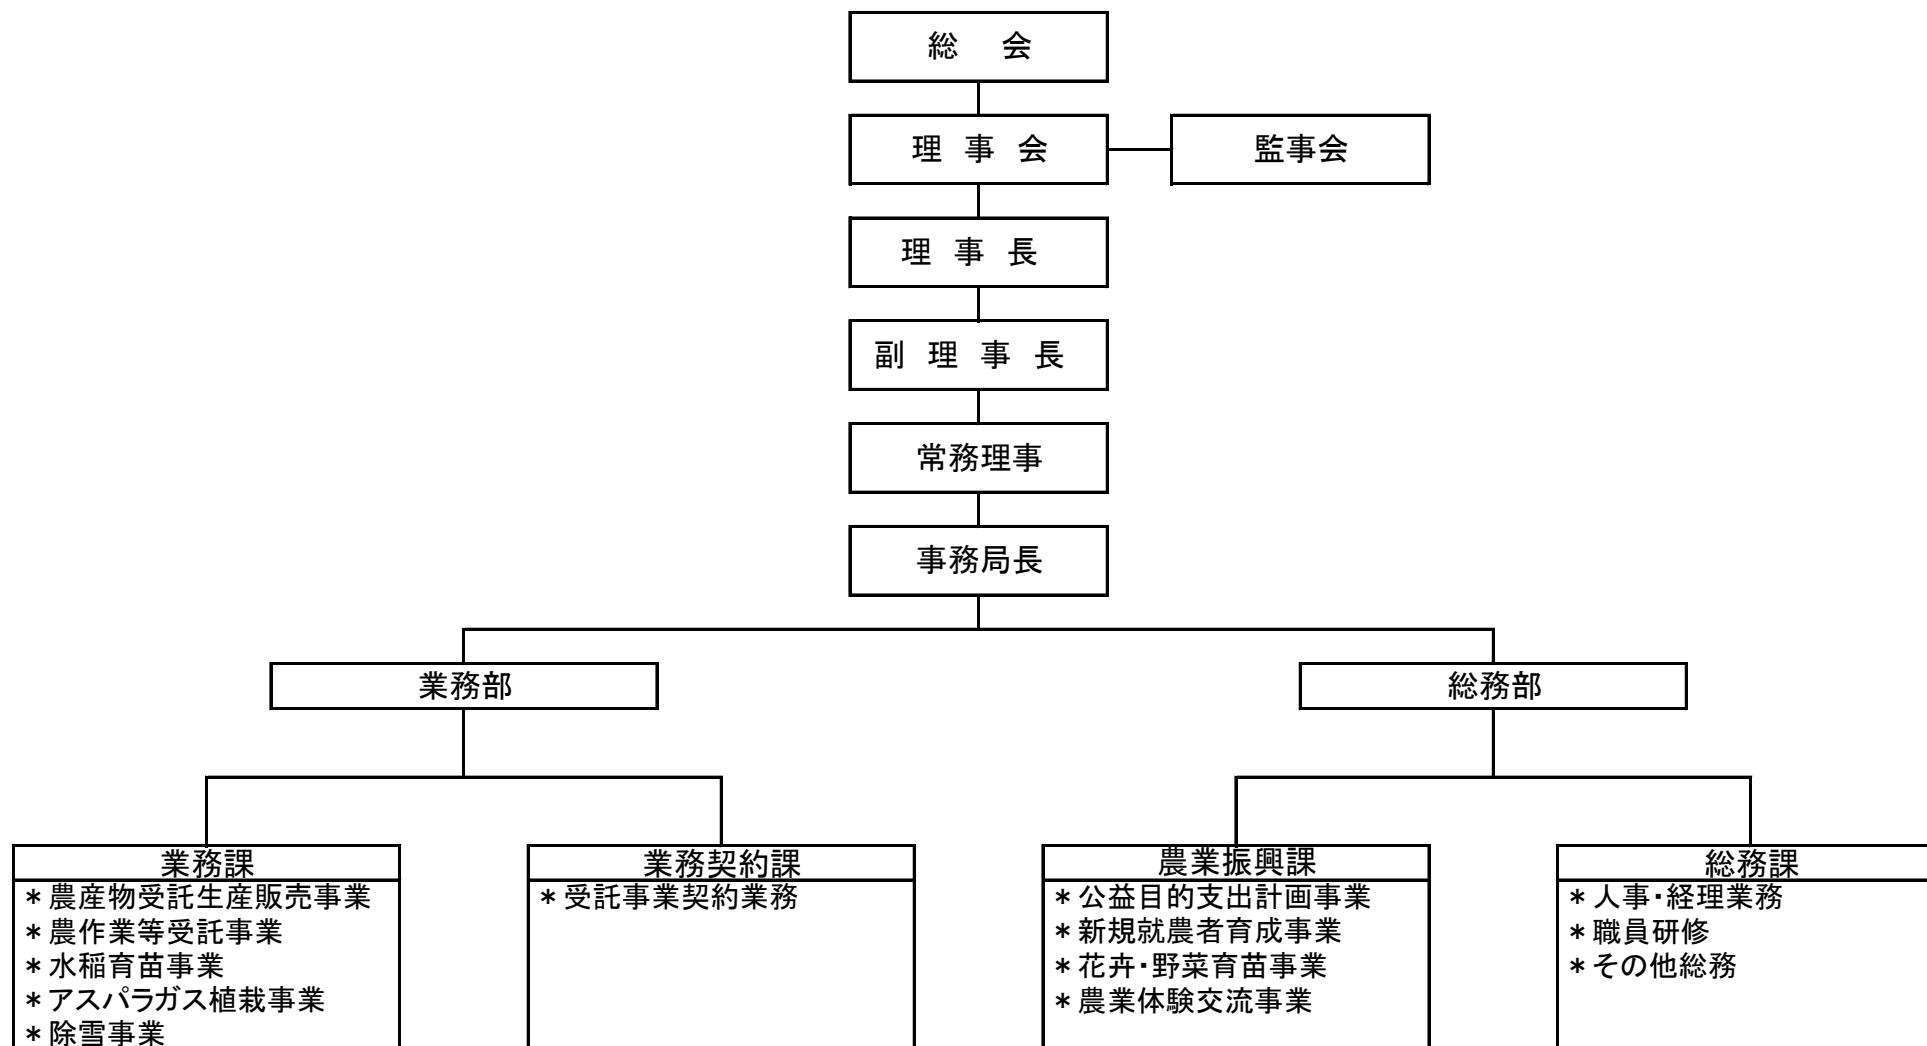 総　会
理　事　会
監事会
理　事　長
副　理　事　長
常務理事
事務局長
業務部
総務部
業務課
＊農産物受託生産販売事業
＊農作業等受託事業
＊水稲育苗事業
＊アスパラガス植栽事業
＊除雪事業
業務契約課
＊受託事業契約業務
農業振興課
＊公益目的支出計画事業
＊新規就農者育成事業
＊花卉・野菜育苗事業
＊農業体験交流事業
総務課
＊人事・経理業務
＊職員研修
＊その他総務